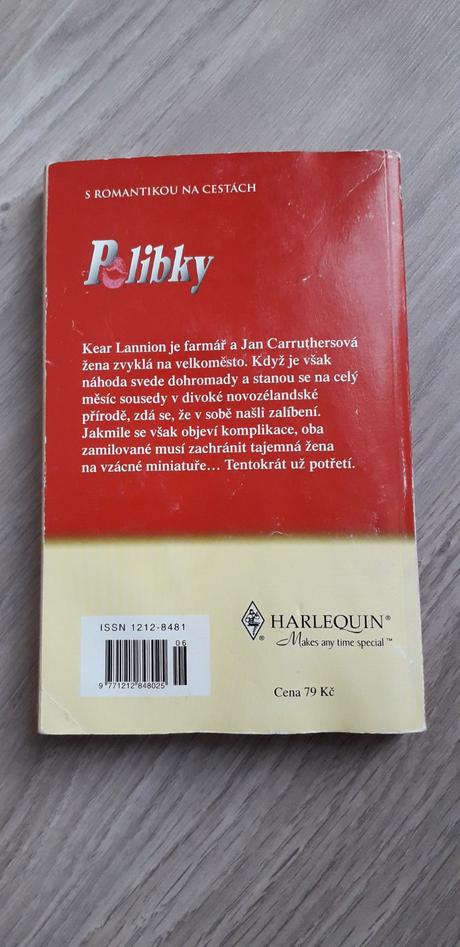 S ROMANTIKOU NA CESTÁCH
Polibky
Kear Lannion je farmář a Jan Carruthersová
žena zvyklá na velkoměsto. Když je však
náhoda svede dohromady a stanou se na celý
měsíc sousedy v divoké novozélandské
přírodě, zdá se, že v sobě našli zalíbení.
Jakmile se však objeví komplikace, oba
zamilované musí zachránit tajemná žena
na vzácné miniatuře... Tentokrát už potřetí.
ISSN 1212-8481
06
9 771212 848025
HARLEQUIN®
Makes any time special™
Cena 79 Kč